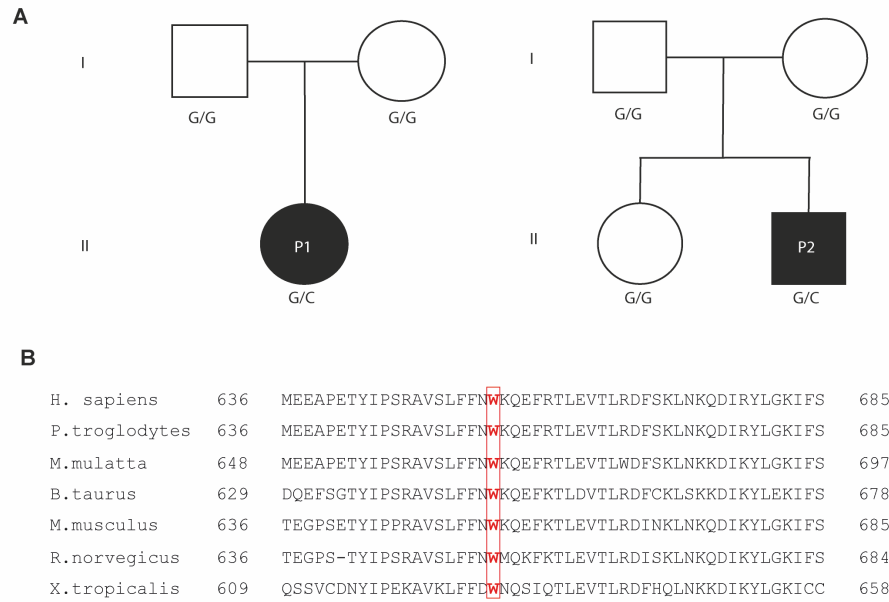 A
I I
G/G G/G G/G G/G
II P1 II P2
G/C G/G G/C
B
H. sapiens 636 MEEAPETYIPSRAVSLFFNWKQEFRTLEVTLRDFSKLNKQDIRYLGKIFS 685
P.troglodytes 636 MEEAPETYIPSRAVSLFFNWKQEFRTLEVTLRDFSKLNKQDIRYLGKIFS 685
M.mulatta 648 MEEAPETYIPSRAVSLFFNWKQEFRTLEVTLWDFSKLNKKDIKYLGKIFS 697
B.taurus 629 DQEFSGTYIPSRAVSLFFNWKQEFKTLDVTLRDFCKLSKKDIKYLEKIFS 678
M.musculus 636 TEGPSETYIPPRAVSLFFNWKQEFKTLEVTLRDINKLNKQDIKYLGKIFS 685
R.norvegicus 636 TEGPS-TYIPSRAVSLFFNWMQKFKTLEVTLRDISKLNKQDIKYLGKIFS 684
X.tropicalis 609 QSSVCDNYIPEKAVKLFFDWNQSIQTLEVTLRDFHQLNKKDIKYLGKICC 658